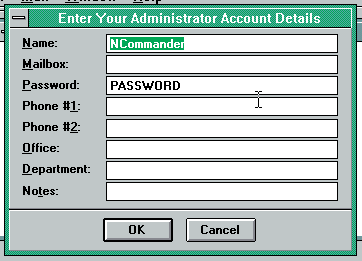 Enter Your Administrator Account Details
Name: NCommander
Mailbox:
Password: PASSWORD
Phone #1:
Phone #2:
Office:
Department:
Notes:
OK Cancel